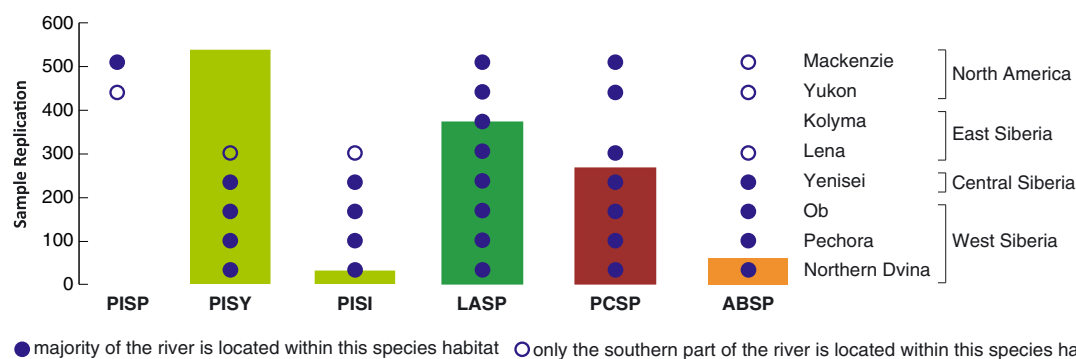 600
500
400
300
200
100
0
Sample Replication
PISP PISY PISI LASP PCSP ABSP
Mackenzie
Yukon
Kolyma
Lena
Yenisei
Ob
Pechora
Northern Dvina
North America
East Siberia
Central Siberia
West Siberia
majority of the river is located within this species habitat only the southern part of the river is located within this species ha